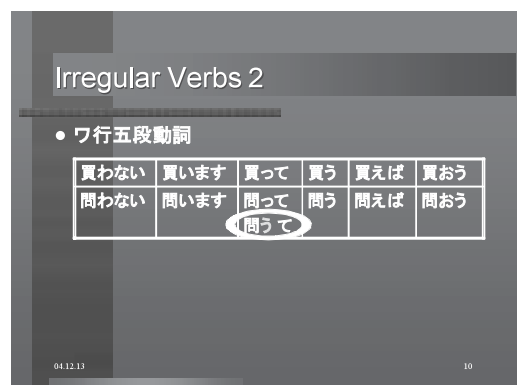 Irregular Verbs 2
● ワ行五段動詞
買わない 買います 買って 買う 買えば 買おう
問わない 問います 問って 問う 問えば 問おう
問うて
04.12.13 10